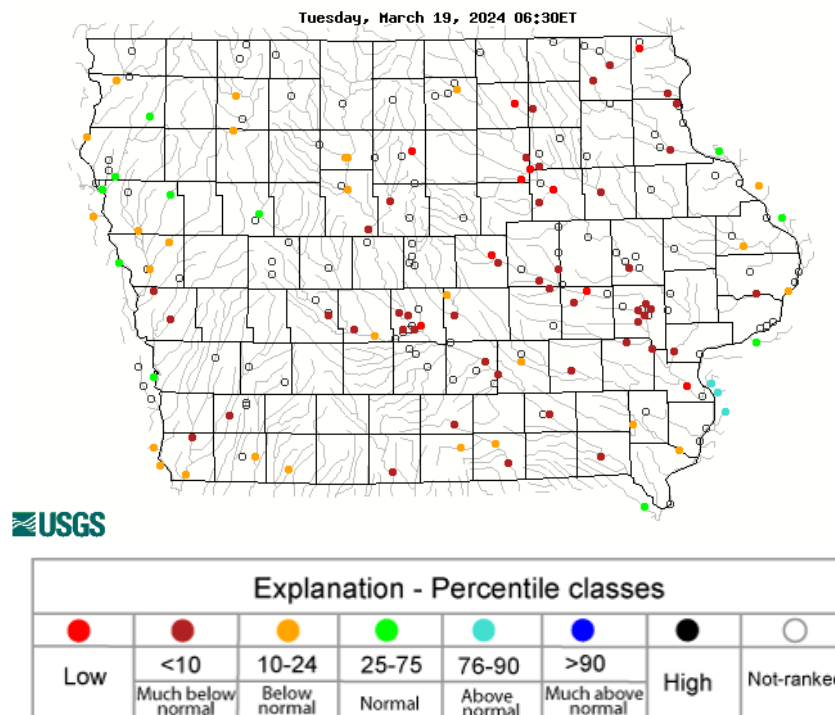 Tuesday, March 19, 2024 06:30ET
USGS
Explanation - Percentile classes
Low
<10
10-24
25-75
76-90
>90
High
Not-ranked
Much below normal
Below normal
Normal
Above normal
Much above normal